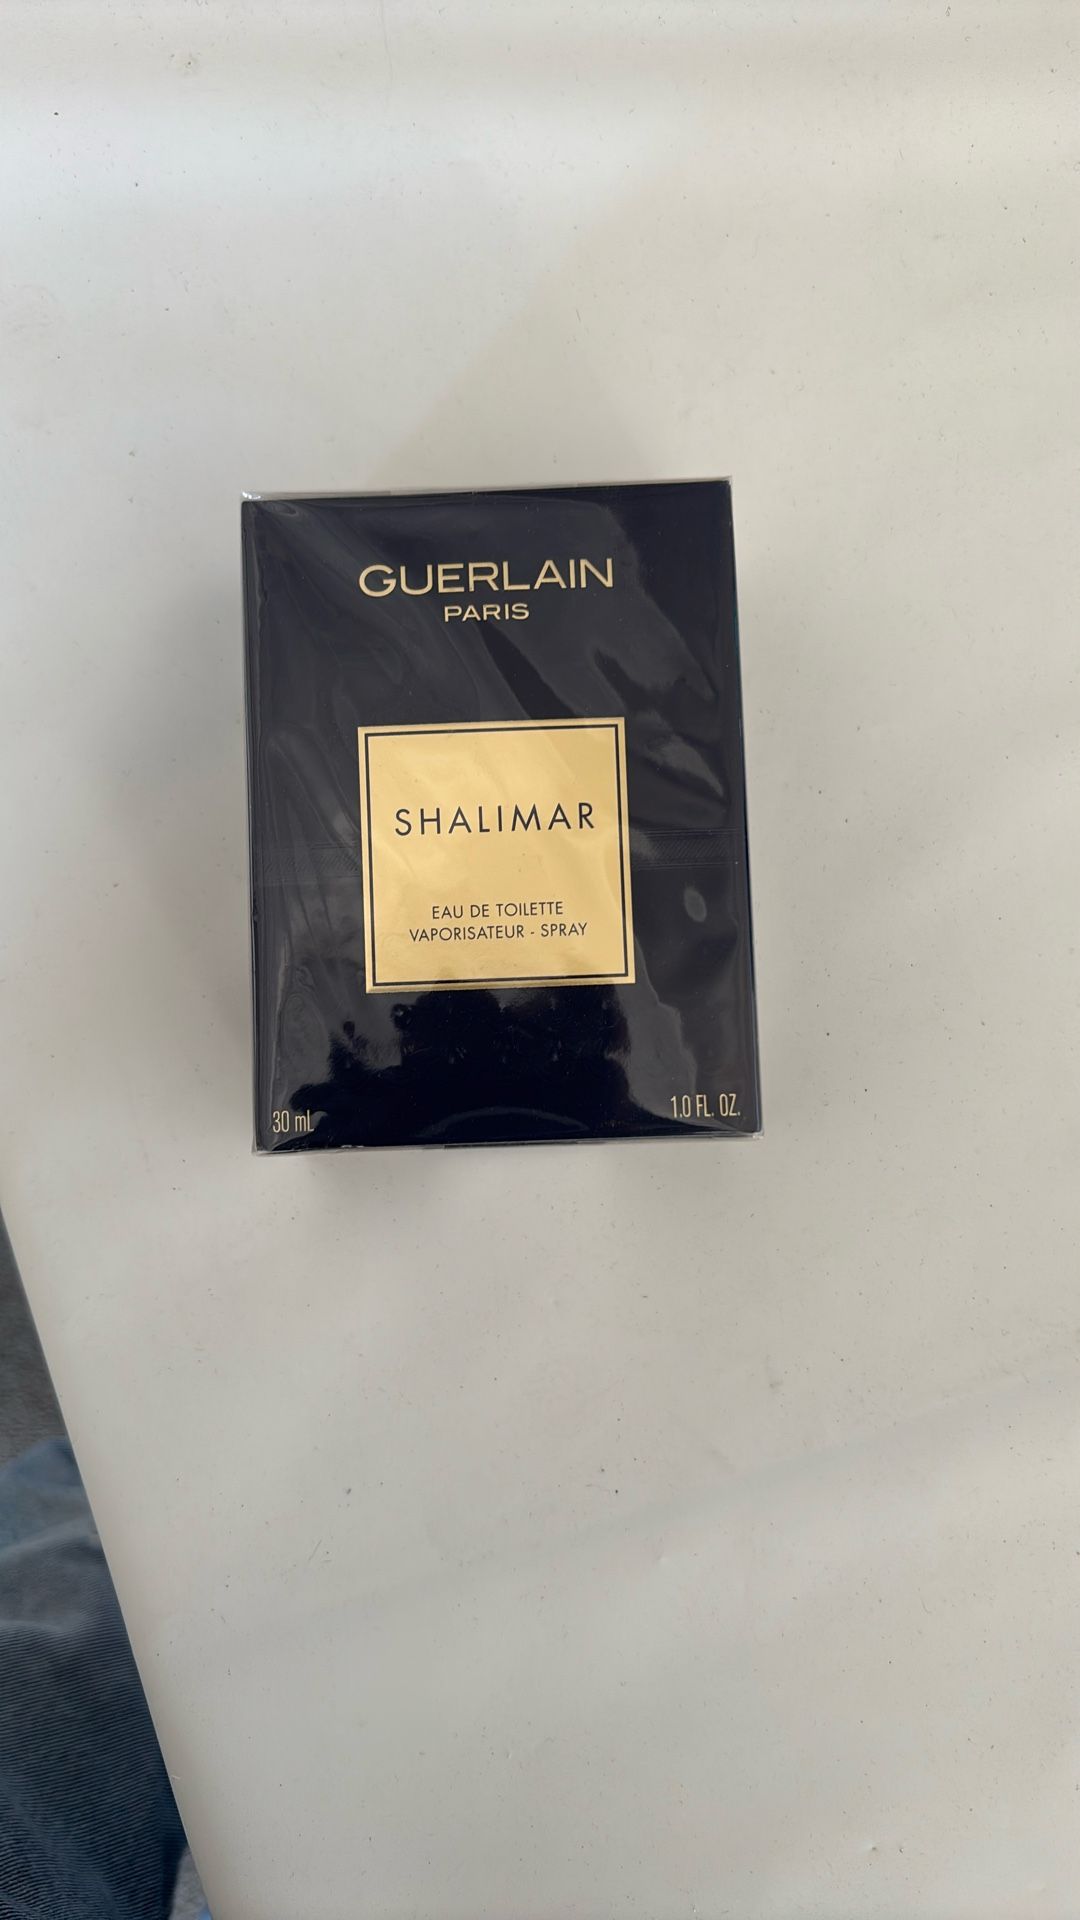 GUERLAIN
PARIS
SHALIMAR
EAU DE TOILETTE
VAPORISATEUR - SPRAY
30 mL 1.0 FL. OZ.